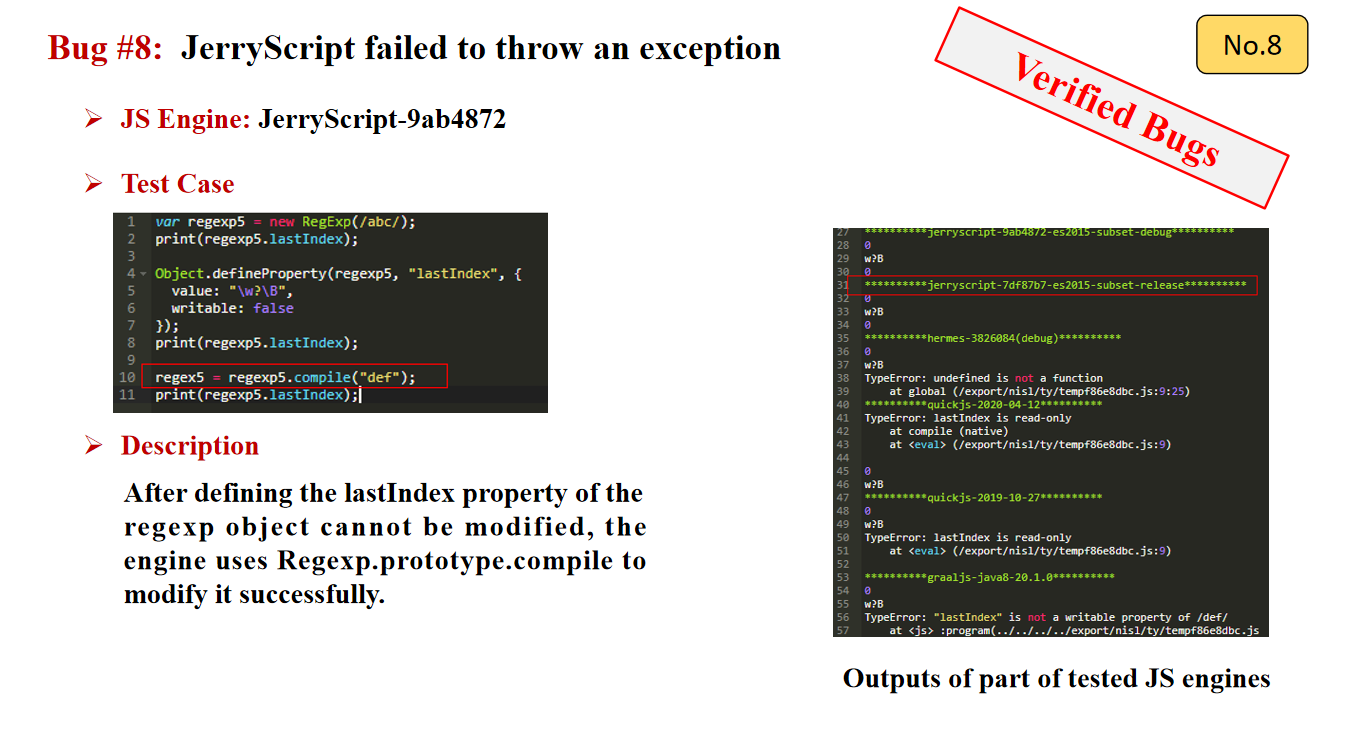 Bug #8: JerryScript failed to throw an exception
No.8
Verified Bugs
➢ JS Engine: JerryScript-9ab4872
➢ Test Case
1 var regexp5 = new RegExp(/abc/);
2 print(regexp5.lastIndex);
3
4 Object.defineProperty(regexp5, "lastIndex", {
5 value: "\w?\B",
6 writable: false
7 });
8 print(regexp5.lastIndex);
9
10 regex5 = regexp5.compile("def");
11 print(regexp5.lastIndex);
➢ Description
After defining the lastIndex property of the
regexp object cannot be modified, the
engine uses Regexp.prototype.compile to
modify it successfully.
27 **********jerryscript-9ab4872-es2015-subset-debug**********
28 0
29 w?B
30 0
31 **********jerryscript-7df87b7-es2015-subset-release**********
32 0
33 w?B
34 0
35 **********hermes-3826084(debug)**********
36 0
37 w?B
38 TypeError: undefined is not a function
39 at global (/export/nisl/ty/tempf86e8dbc.js:9:25)
40 **********quickjs-2020-04-12**********
41 TypeError: lastIndex is read-only
42 at compile (native)
43 at <eval> (/export/nisl/ty/tempf86e8dbc.js:9)
44
45 0
46 w?B
47 **********quickjs-2019-10-27**********
48 0
49 w?B
50 TypeError: lastIndex is read-only
51 at <eval> (/export/nisl/ty/tempf86e8dbc.js:9)
52
53 **********graaljs-java8-20.1.0**********
54 0
55 w?B
56 TypeError: "lastIndex" is not a writable property of /def/
57 at <js> :program(../../../../export/nisl/ty/tempf86e8dbc.js
Outputs of part of tested JS engines